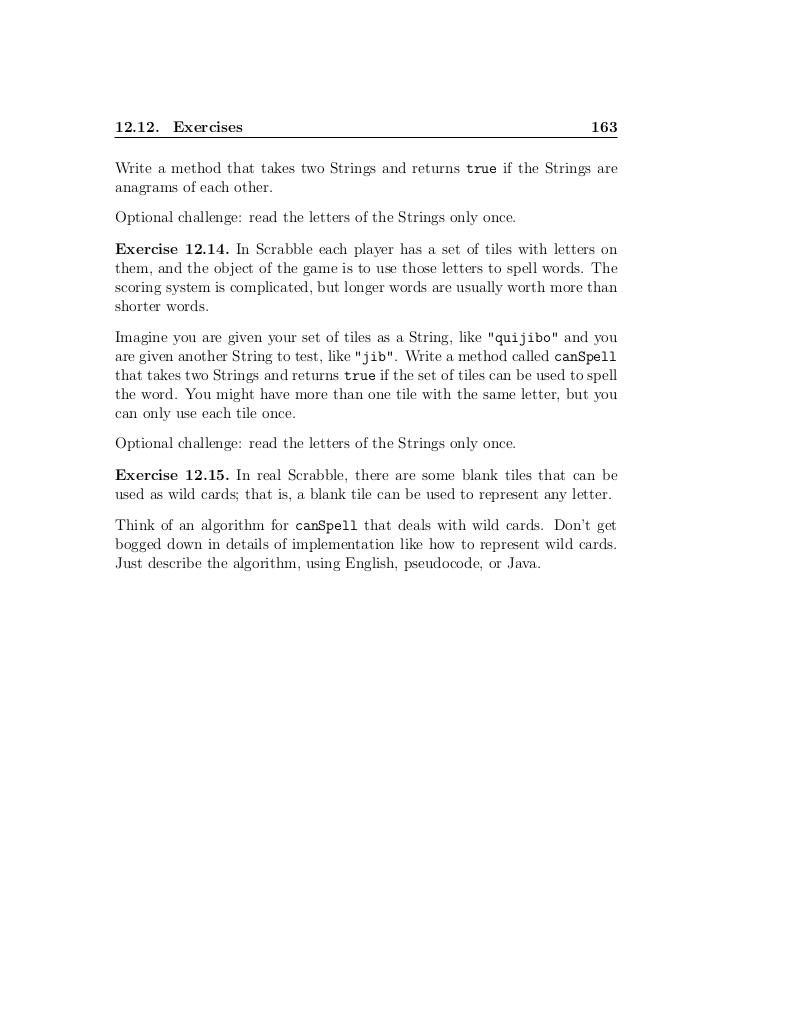 12.12. Exercises 163
Write a method that takes two Strings and returns true if the Strings are
anagrams of each other.
Optional challenge: read the letters of the Strings only once.
Exercise 12.14. In Scrabble each player has a set of tiles with letters on
them, and the object of the game is to use those letters to spell words. The
scoring system is complicated, but longer words are usually worth more than
shorter words.
Imagine you are given your set of tiles as a String, like "quijibo" and you
are given another String to test, like "jib". Write a method called canSpell
that takes two Strings and returns true if the set of tiles can be used to spell
the word. You might have more than one tile with the same letter, but you
can only use each tile once.
Optional challenge: read the letters of the Strings only once.
Exercise 12.15. In real Scrabble, there are some blank tiles that can be
used as wild cards; that is, a blank tile can be used to represent any letter.
Think of an algorithm for canSpell that deals with wild cards. Don't get
bogged down in details of implementation like how to represent wild cards.
Just describe the algorithm, using English, pseudocode, or Java.